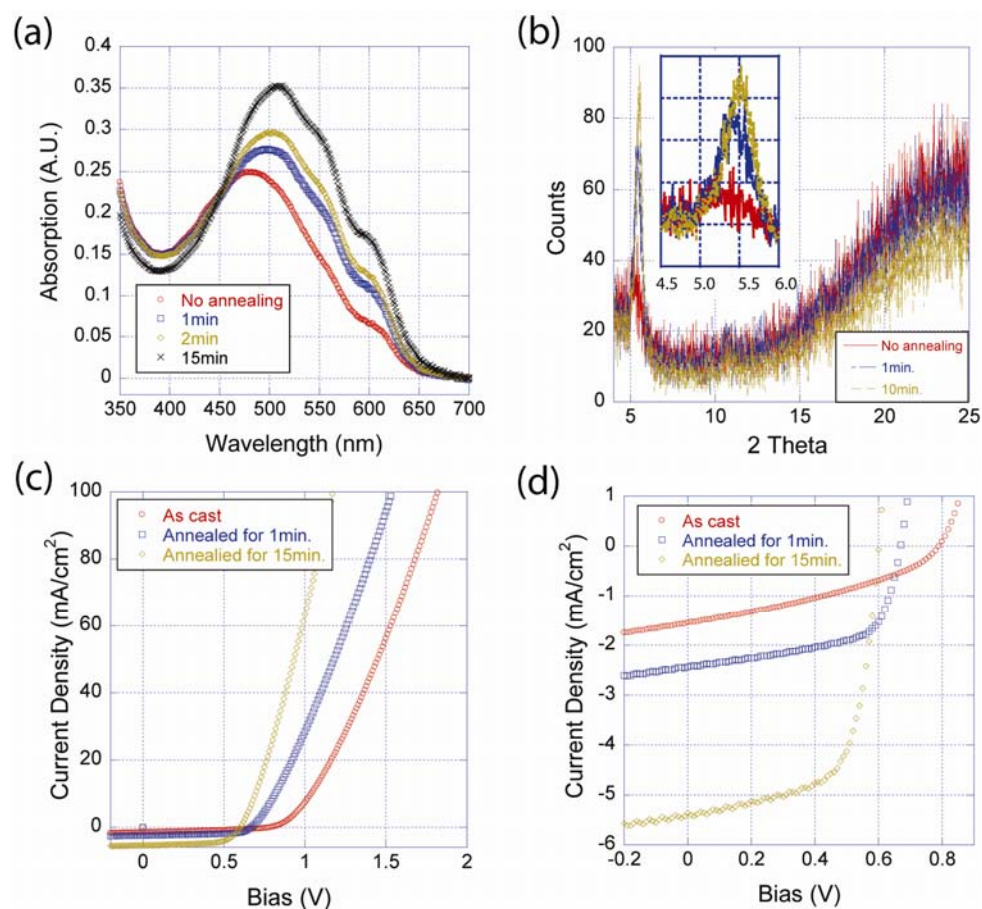 (a)
0.4
0.35
0.3
0.25
0.2
0.15
0.1
0.05
0
Absorption (A.U.)
No annealing
1min
2min
15min
350 400 450 500 550 600 650 700
Wavelength (nm)
(b)
100
80
60
40
20
0
Counts
4.5 5.0 5.5 6.0
No annealing
1min.
10min.
5 10 15 20 25
2 Theta
(c)
100
80
60
40
20
0
Current Density (mA/cm²)
As cast
Annealed for 1min.
Annealied for 15min.
0 0.5 1 1.5 2
Bias (V)
(d)
1
0
-1
-2
-3
-4
-5
-6
Current Density (mA/cm²)
As cast
Annealed for 1min.
Annealied for 15min.
-0.2 0 0.2 0.4 0.6 0.8
Bias (V)